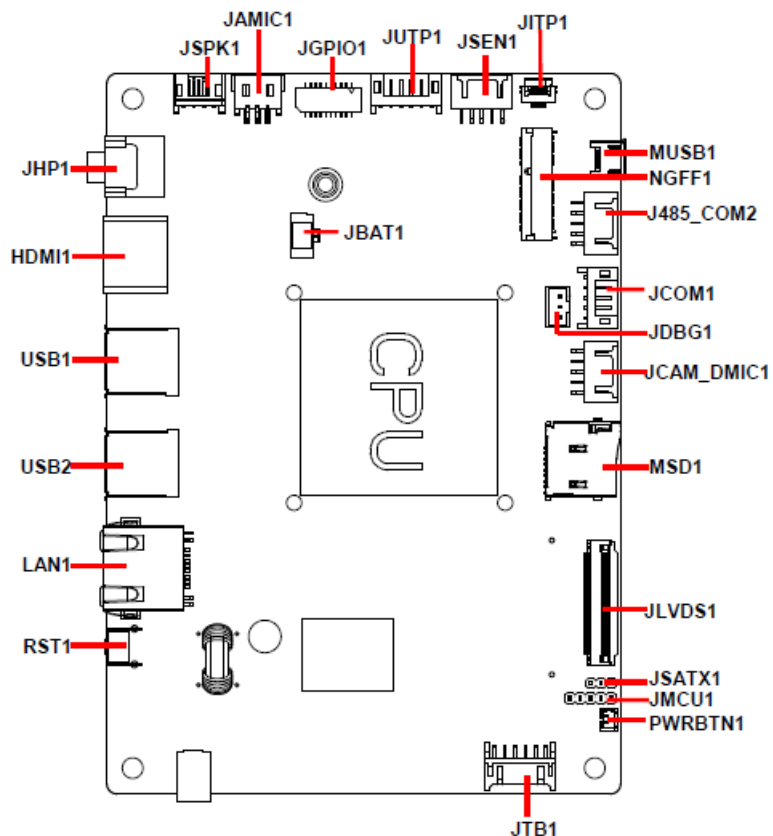 JAMIC1
JITP1
JSPK1
JGPIO1
JUTP1
JSEN1
JHP1
MUSB1
NGFF1
J485_COM2
JBAT1
HDMI1
JCOM1
JDBG1
USB1
JCAM_DMIC1
CPU
USB2
MSD1
LAN1
JLVDS1
RST1
JSATX1
JMCU1
PWRBTN1
JTB1